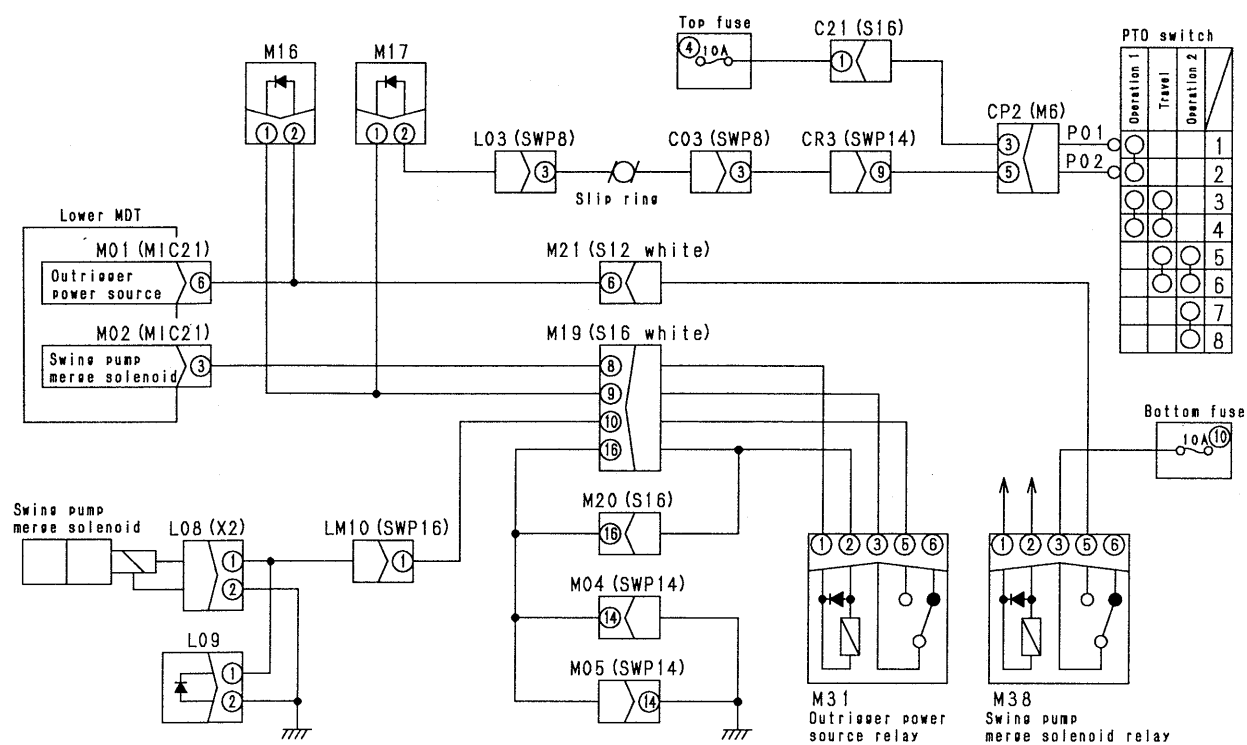 Top fuse
④ 10A
C21 (S16)
①
PTO switch
Operation 1
Travel
Operation 2
1
2
3
4
5
6
7
8
M16
① ②
M17
① ②
CP2 (M6)
③
⑤
P01
P02
L03 (SWP8)
③
Slip ring
C03 (SWP8)
③
CR3 (SWP14)
⑨
Lower MDT
M01 (MIC21)
Outrigger
power source
⑥
M21 (S12 white)
⑥
M02 (MIC21)
Swing pump
merge solenoid
③
M19 (S16 white)
⑧
⑨
⑩
⑯
Bottom fuse
10A ⑩
Swing pump
merge solenoid
L08 (X2)
①
②
LM10 (SWP16)
①
M20 (S16)
⑯
M04 (SWP14)
⑭
M05 (SWP14)
⑭
L09
①
②
① ② ③ ⑤ ⑥
M31
Outrigger power
source relay
① ② ③ ⑤ ⑥
M38
Swing pump
merge solenoid relay